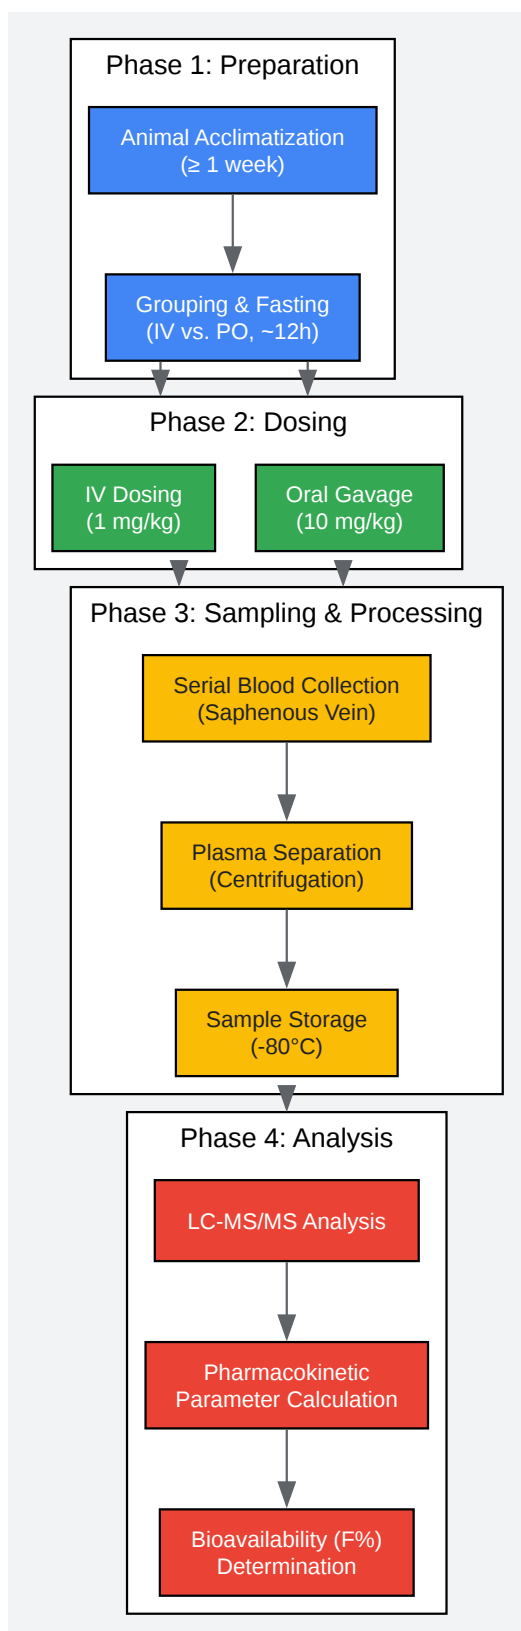 Phase 1: Preparation
Animal Acclimatization
(≥ 1 week)
Grouping & Fasting
(IV vs. PO, ~12h)
Phase 2: Dosing
IV Dosing
(1 mg/kg)
Oral Gavage
(10 mg/kg)
Phase 3: Sampling & Processing
Serial Blood Collection
(Saphenous Vein)
Plasma Separation
(Centrifugation)
Sample Storage
(-80°C)
Phase 4: Analysis
LC-MS/MS Analysis
Pharmacokinetic
Parameter Calculation
Bioavailability (F%)
Determination